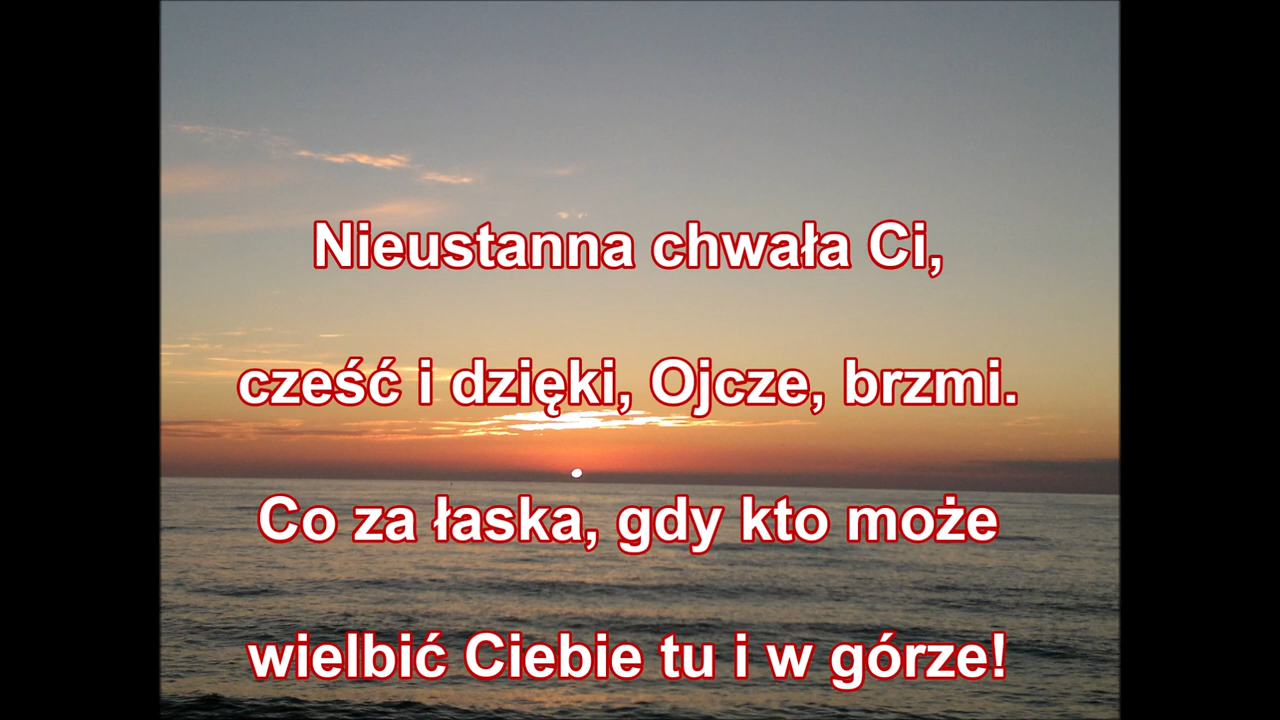 Nieustanna chwała Ci,
cześć i dzięki, Ojcze, brzmi.
Co za łaska, gdy kto może
wielbić Ciebie tu i w górze!